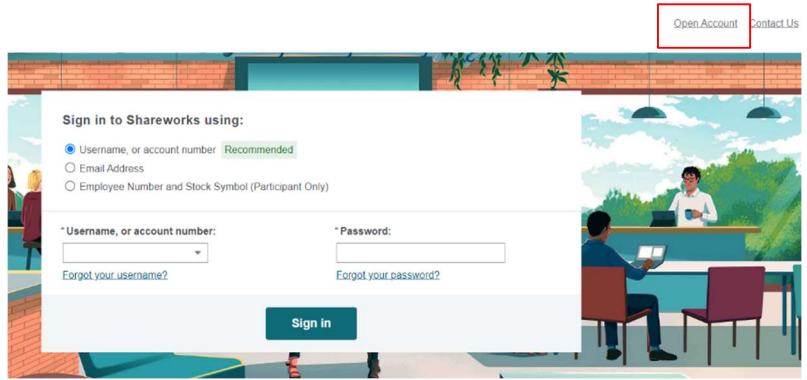 Open Account Contact Us
Sign in to Shareworks using:
Username, or account number Recommended
Email Address
Employee Number and Stock Symbol (Participant Only)
*Username, or account number: *Password:
Forgot your username? Forgot your password?
Sign in